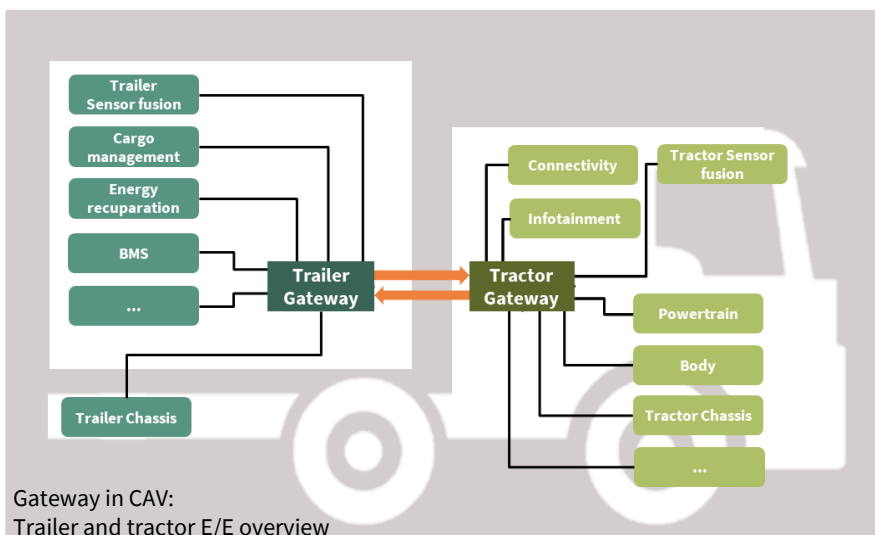 Trailer
Sensor fusion
Cargo
management
Energy
recuparation
BMS
...
Trailer
Gateway
Trailer Chassis
Connectivity
Tractor Sensor
fusion
Infotainment
Tractor
Gateway
Powertrain
Body
Tractor Chassis
...
Gateway in CAV:
Trailer and tractor E/E overview